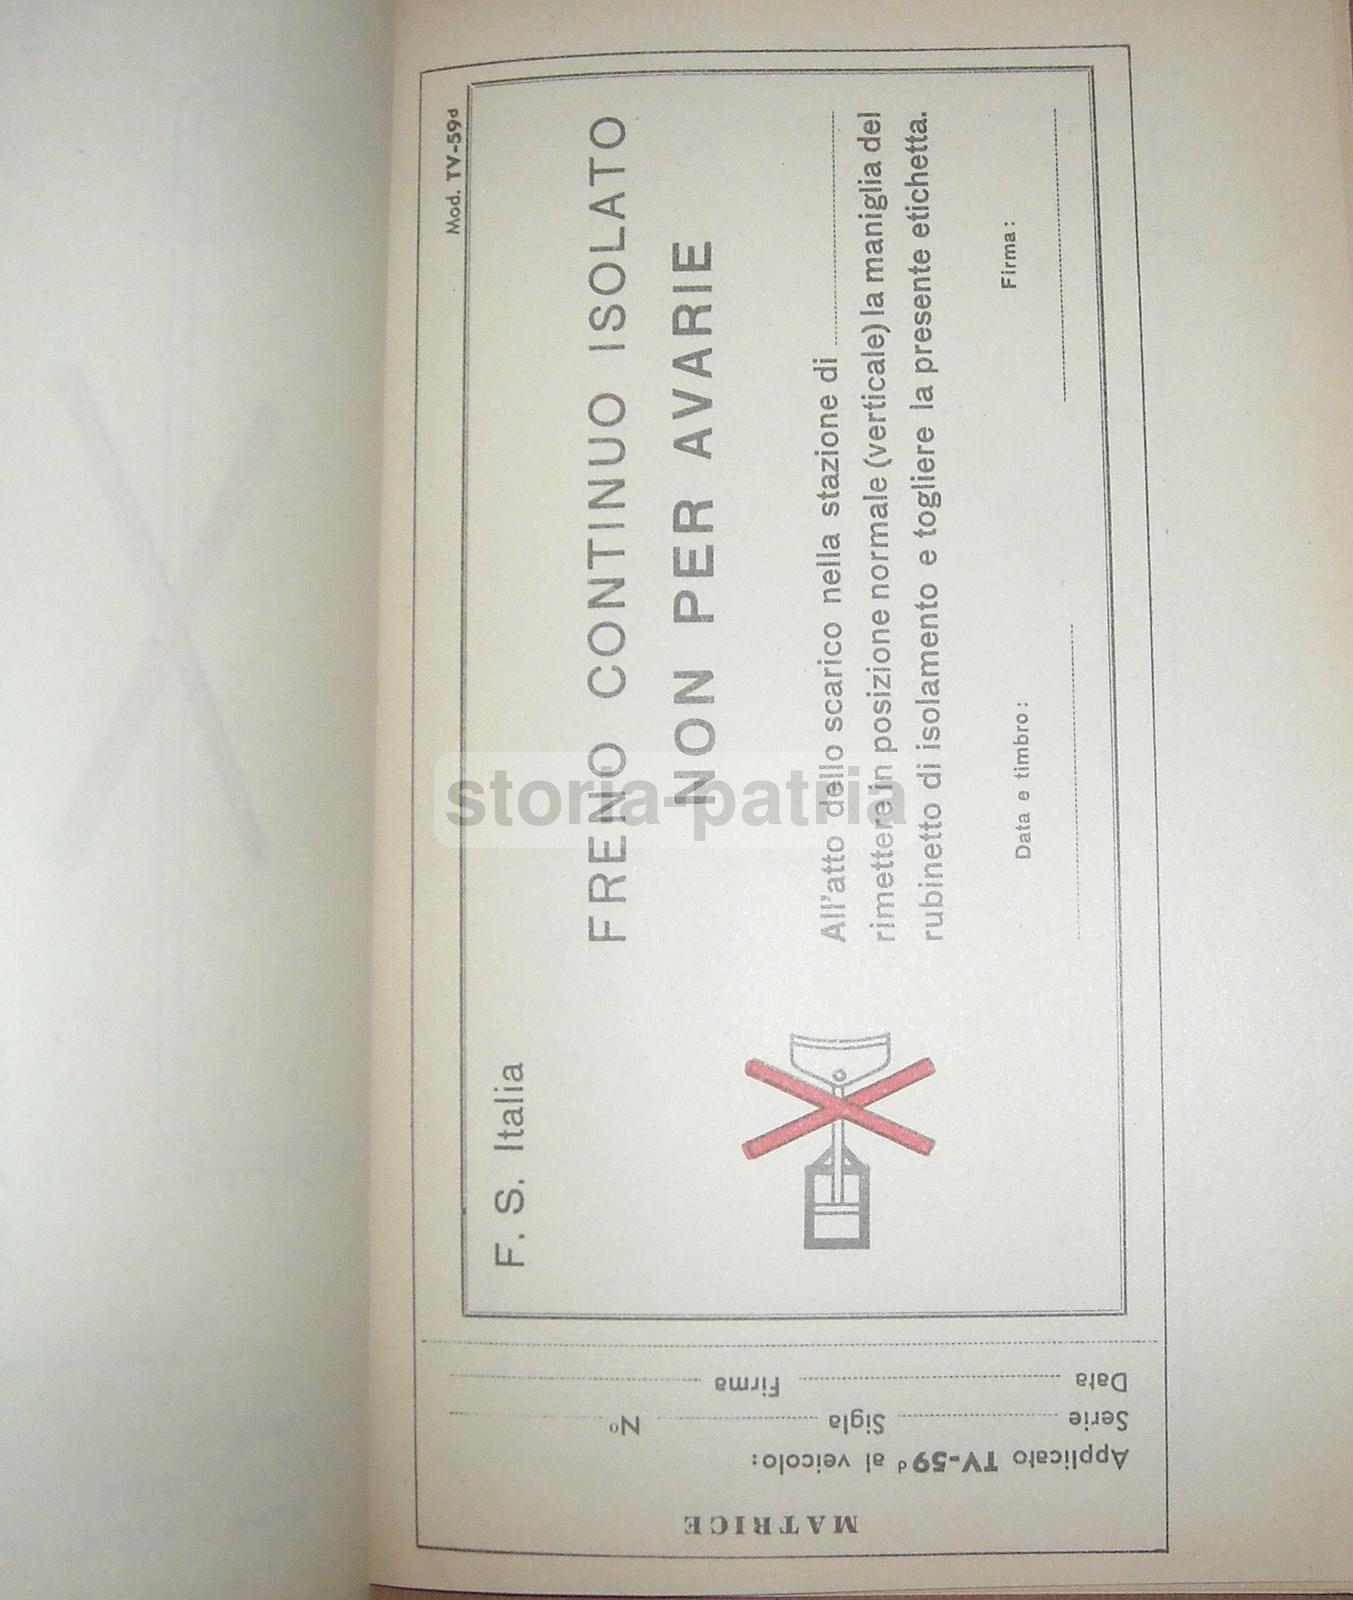 Mod. TV-59d
F. S. Italia
FRENO CONTINUO ISOLATO
NON PER AVARIE
All'atto dello scarico nella stazione di
rimettere in posizione normale (verticale) la maniglia del
rubinetto di isolamento e togliere la presente etichetta.
Data e timbro:
Firma:
MATRICE
Applicato TV-59d al veicolo:
Serie Sigla No
Data Firma
storia-patria